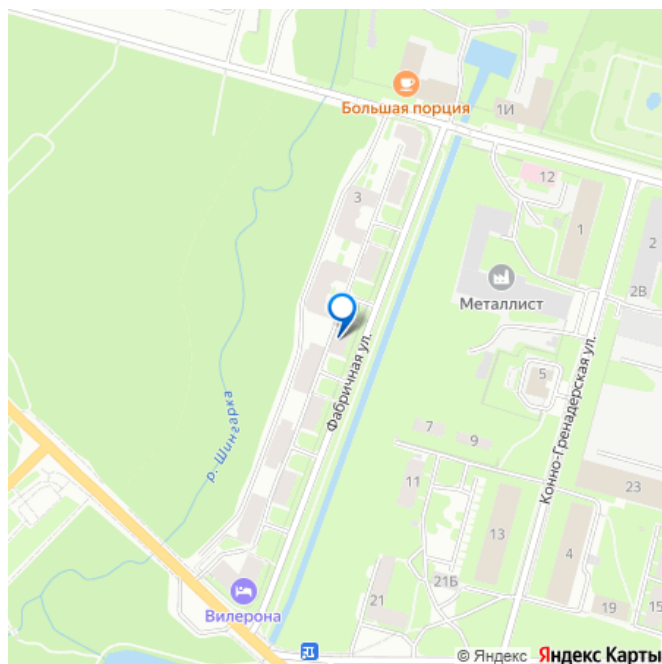 Большая порция
1И
12
3
1
2
2В
Металлист
Фабричная ул.
5
р. Шингарка
Конно-Гренадерская ул.
7
9
11
23
13
4
21Б
Вилерона
21
19
15
© Яндекс Яндекс Карты